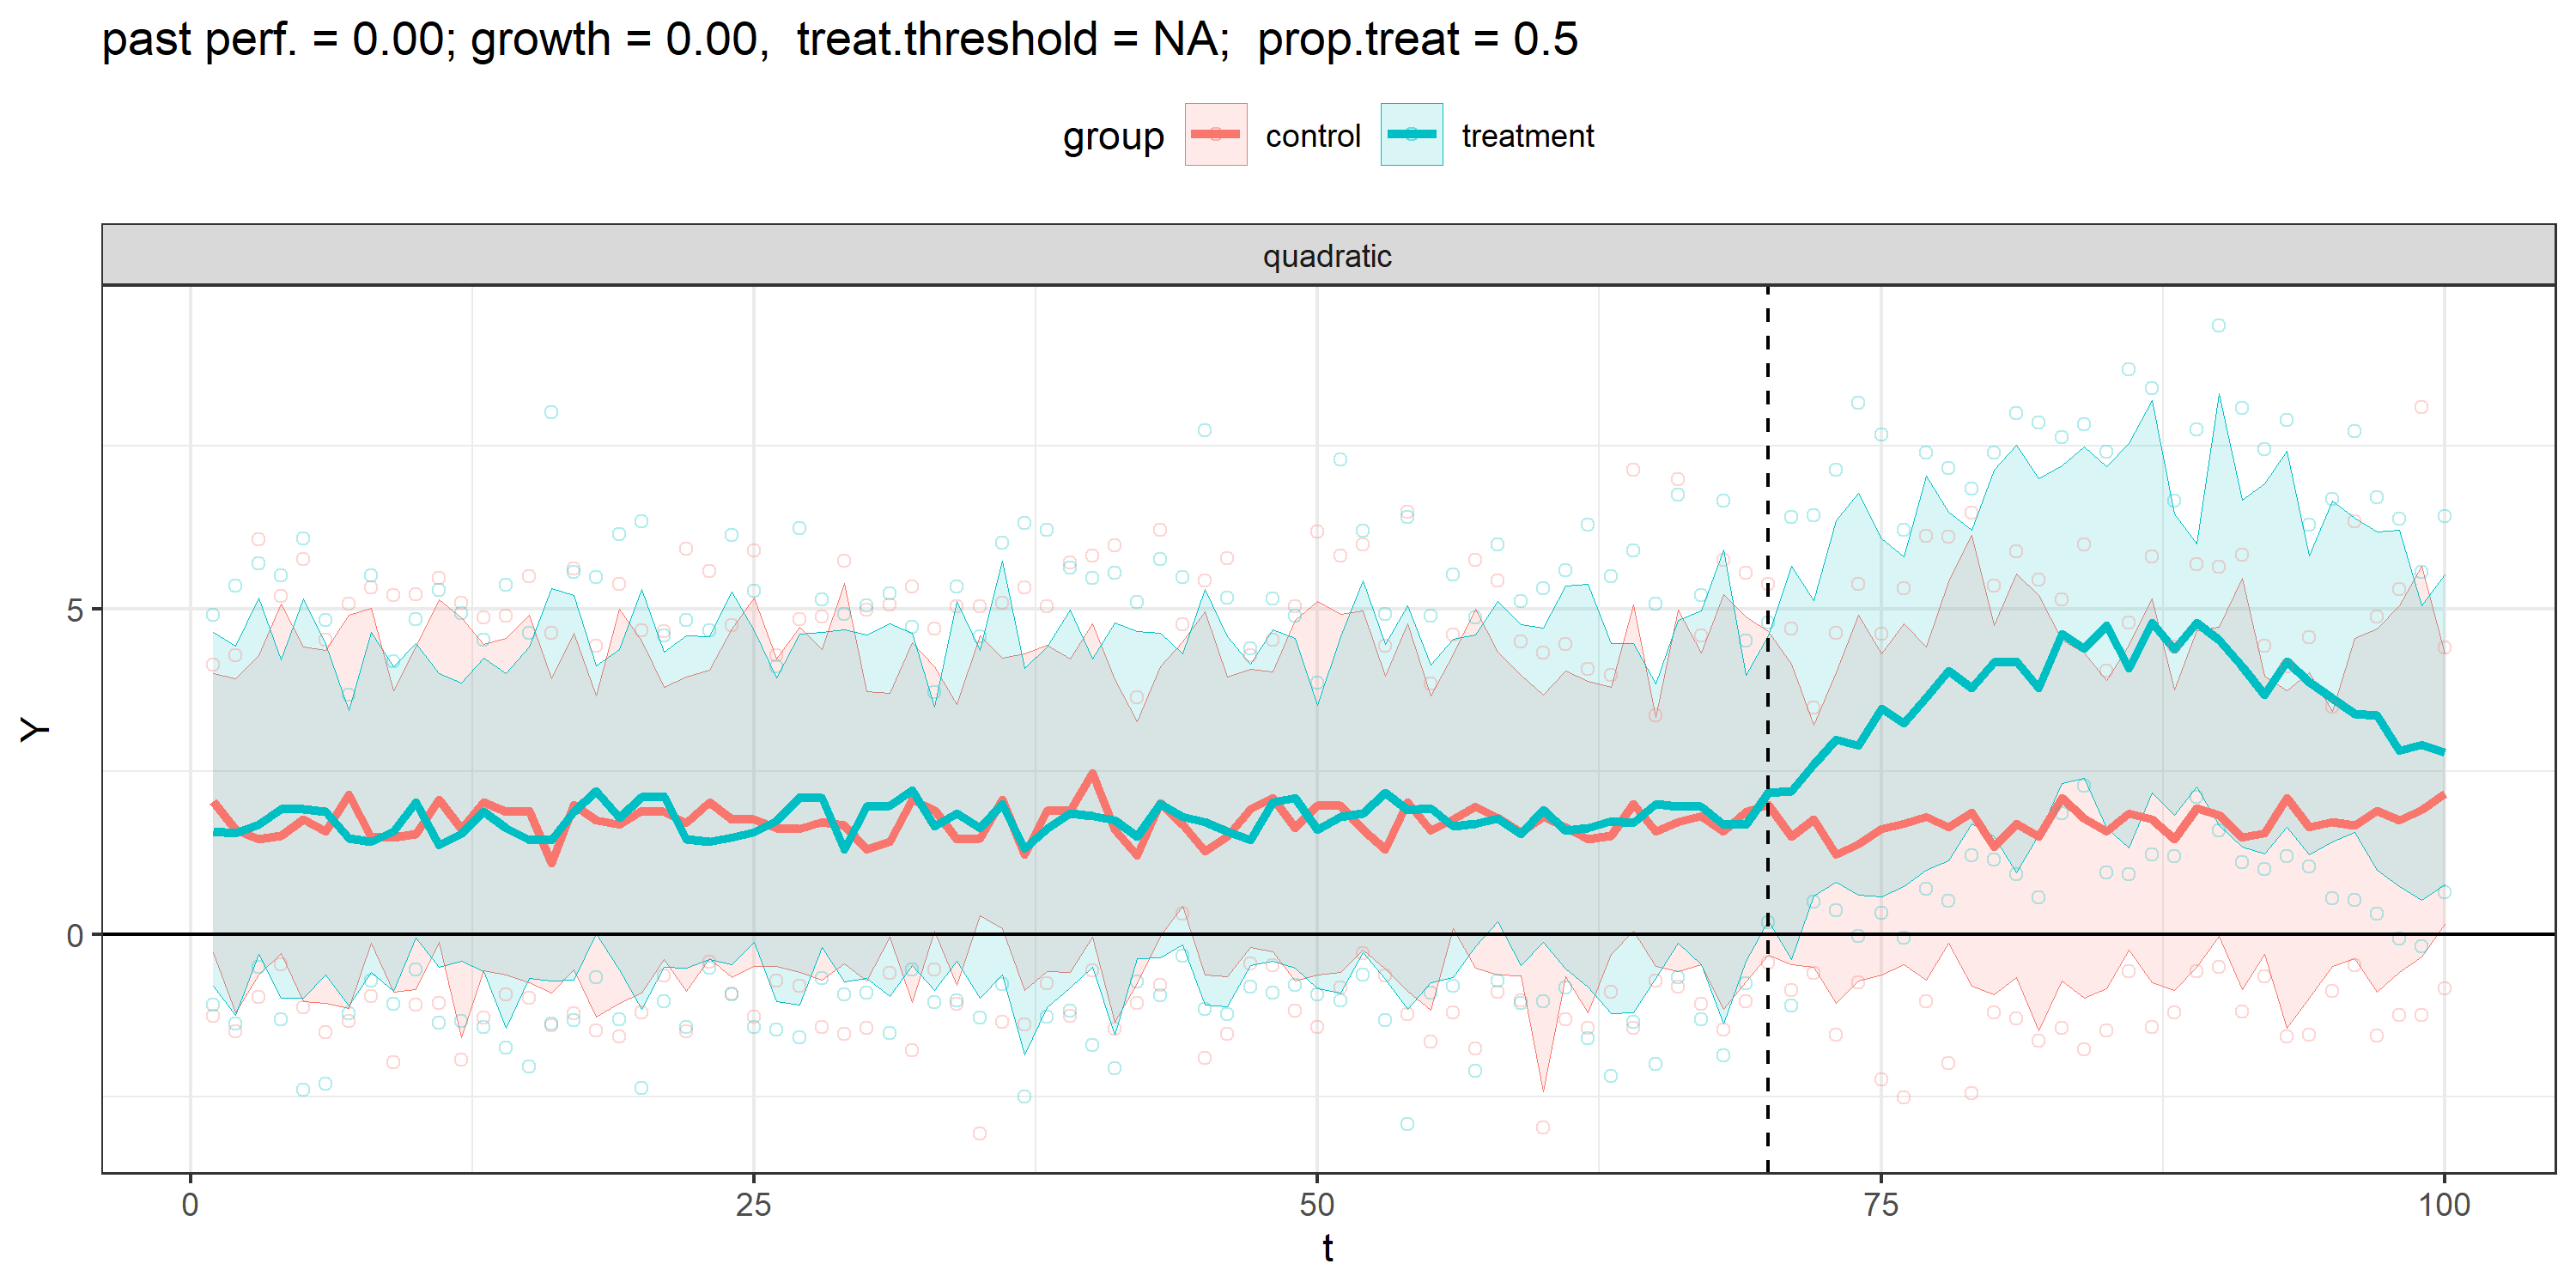 past perf. = 0.00; growth = 0.00,  treat.threshold = NA;  prop.treat = 0.5
group control treatment
quadratic
Y
5
0
0 25 50 75 100
t